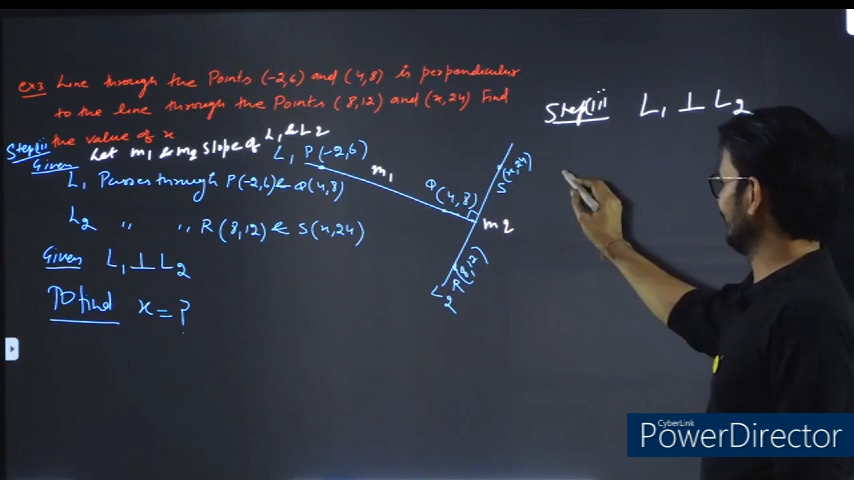 ex3 Line through the Points (-2,6) and (4,8) is perpendicular
to the line through the Points (8,12) and (x,24) Find
the value of x
Step(ii) Let m1 & m2 slope of L1 & L2
Given
L1 Passes through P(-2,6) & Q(4,8)
L2 " " R(8,12) & S(x,24)
Given L1 ⊥ L2
TO find x = ?
L1 P(-2,6)
m1
Q(4,8)
S(x,24)
m2
R(8,12)
L2
Step(iii) L1 ⊥ L2
CyberLink
PowerDirector